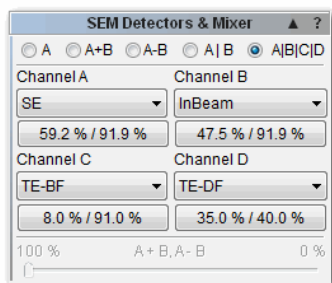 SEM Detectors & Mixer ▲ ?
A A+B A-B A|B A|B|C|D
Channel A Channel B
SE InBeam
59.2 % / 91.9 % 47.5 % / 91.9 %
Channel C Channel D
TE-BF TE-DF
8.0 % / 91.0 % 35.0 % / 40.0 %
100 % A+B, A-B 0 %